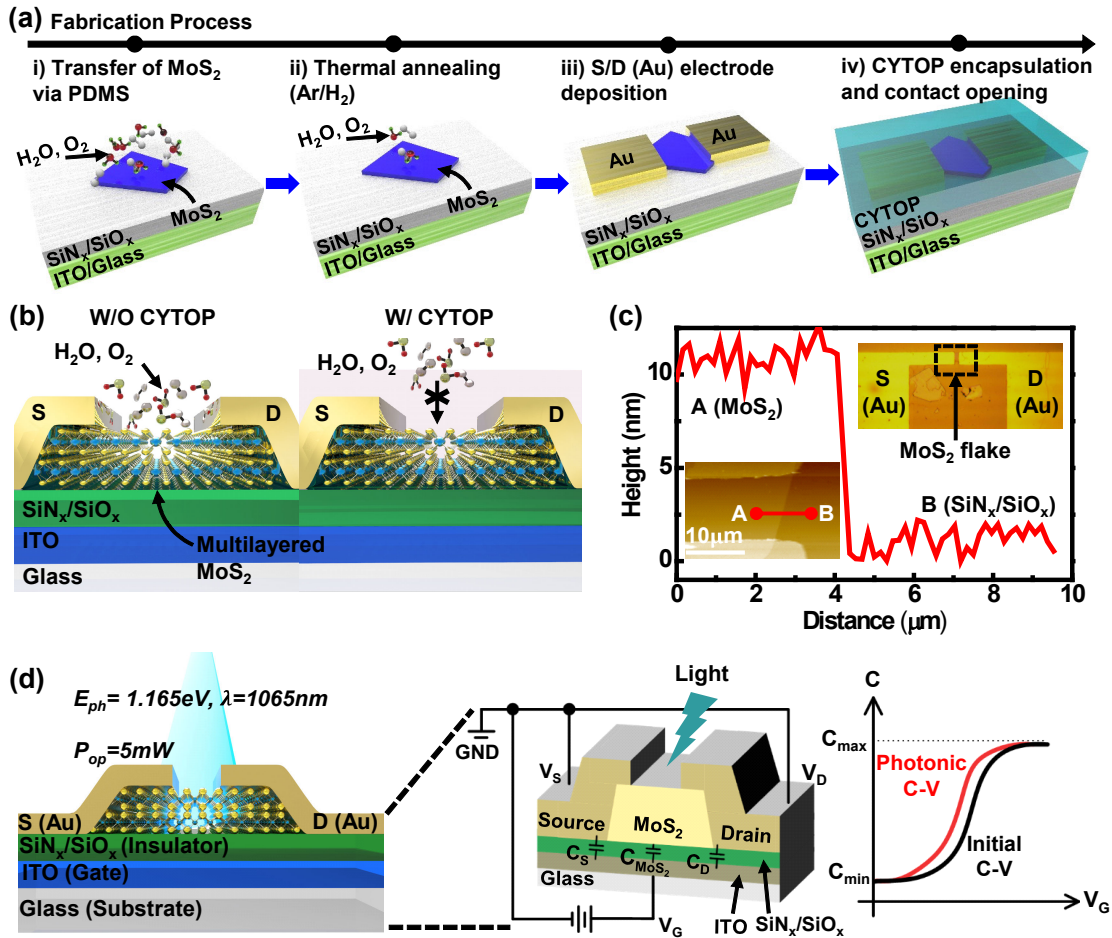 (a) Fabrication Process
i) Transfer of MoS₂
via PDMS
ii) Thermal annealing
(Ar/H₂)
iii) S/D (Au) electrode
deposition
iv) CYTOP encapsulation
and contact opening
H₂O, O₂
MoS₂
SiNₓ/SiOₓ
ITO/Glass
H₂O, O₂
MoS₂
SiNₓ/SiOₓ
ITO/Glass
Au
Au
SiNₓ/SiOₓ
ITO/Glass
CYTOP
SiNₓ/SiOₓ
ITO/Glass
(b)
W/O CYTOP
W/ CYTOP
H₂O, O₂
H₂O, O₂
S
D
S
D
SiNₓ/SiOₓ
ITO
Glass
Multilayered
MoS₂
(c)
Height (nm)
10
5
0
A (MoS₂)
S
(Au)
D
(Au)
MoS₂ flake
B (SiNₓ/SiOₓ)
A
B
10μm
0
2
4
6
8
10
Distance (μm)
(d)
Eph= 1.165eV, λ=1065nm
Pop=5mW
S (Au)
D (Au)
SiNₓ/SiOₓ (Insulator)
ITO (Gate)
Glass (Substrate)
Light
GND
VS
VD
Source
MoS₂
Drain
CS
CMoS₂
CD
Glass
VG
ITO
SiNₓ/SiOₓ
C
Cmax
Photonic
C-V
Initial
C-V
Cmin
VG